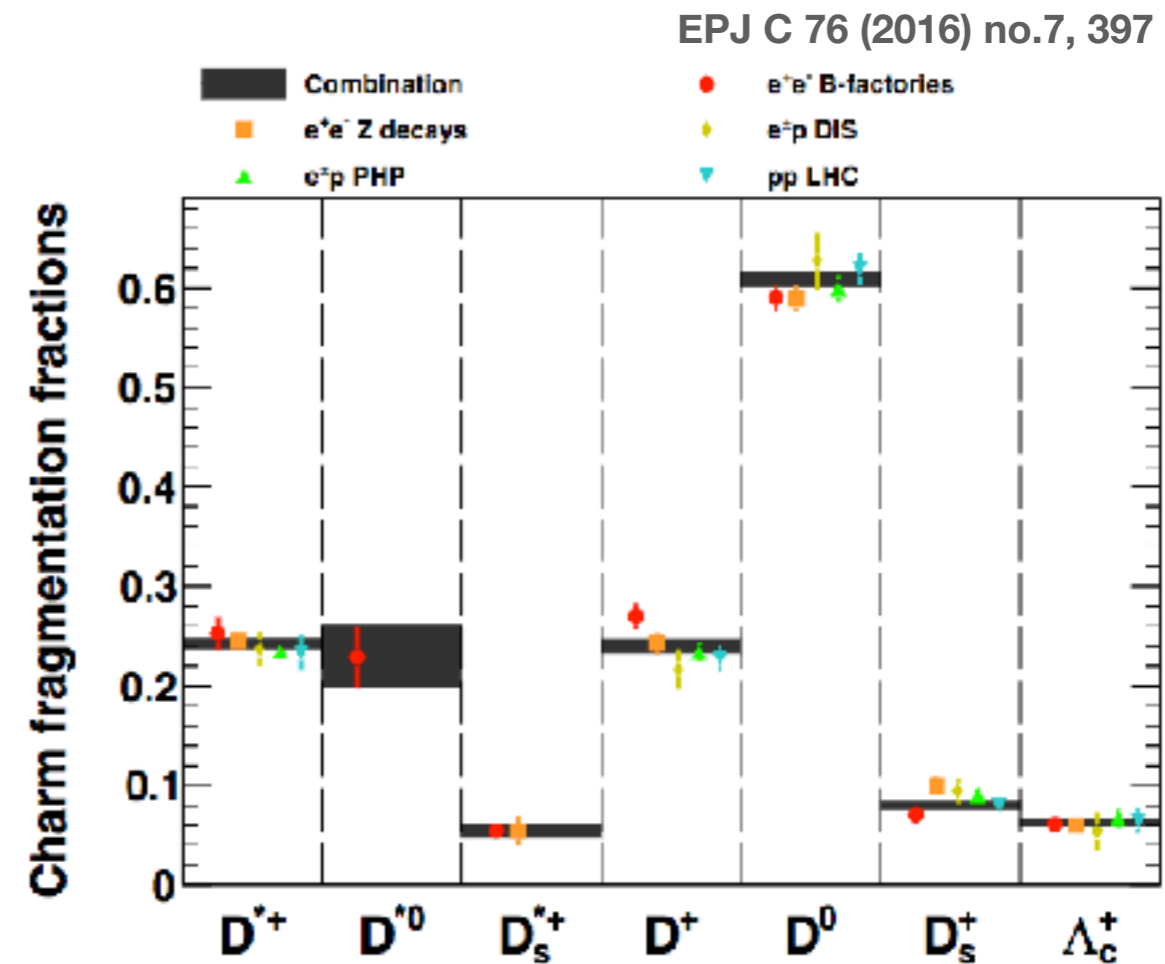 EPJ C 76 (2016) no.7, 397
Combination
e⁺e⁻ B-factories
e⁺e⁻ Z decays
e±p DIS
e±p PHP
pp LHC
Charm fragmentation fractions
0.6
0.5
0.4
0.3
0.2
0.1
0
D*⁺ D*⁰ Dₛ*⁺ D⁺ D⁰ Dₛ⁺ Λ_c⁺